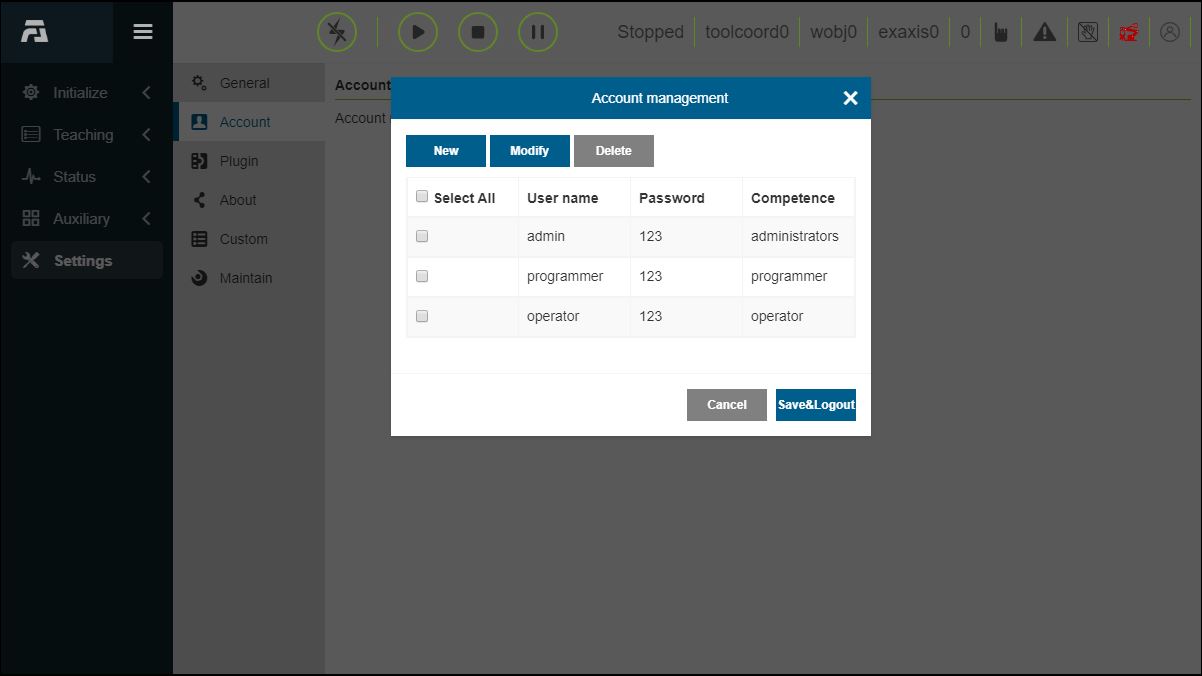 Stopped toolcoord0 wobj0 exaxis0 0
Initialize
Teaching
Status
Auxiliary
Settings
General
Account
Plugin
About
Custom
Maintain
Account
Account
Account management
New Modify Delete
Select All User name Password Competence
admin 123 administrators
programmer 123 programmer
operator 123 operator
Cancel Save&Logout